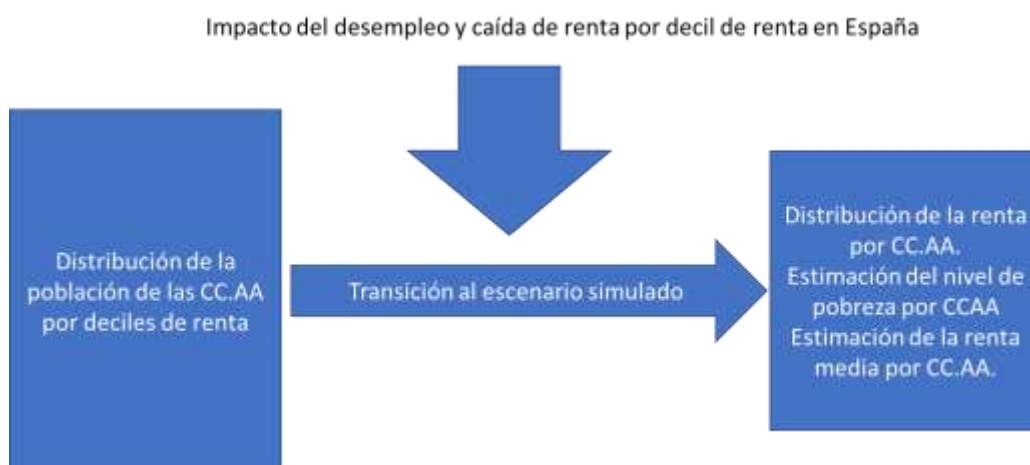 Impacto del desempleo y caída de renta por decil de renta en España
Distribución de la
población de las CC.AA
por deciles de renta
Transición al escenario simulado
Distribución de la renta
por CC.AA.
Estimación del nivel de
pobreza por CCAA
Estimación de la renta
media por CC.AA.